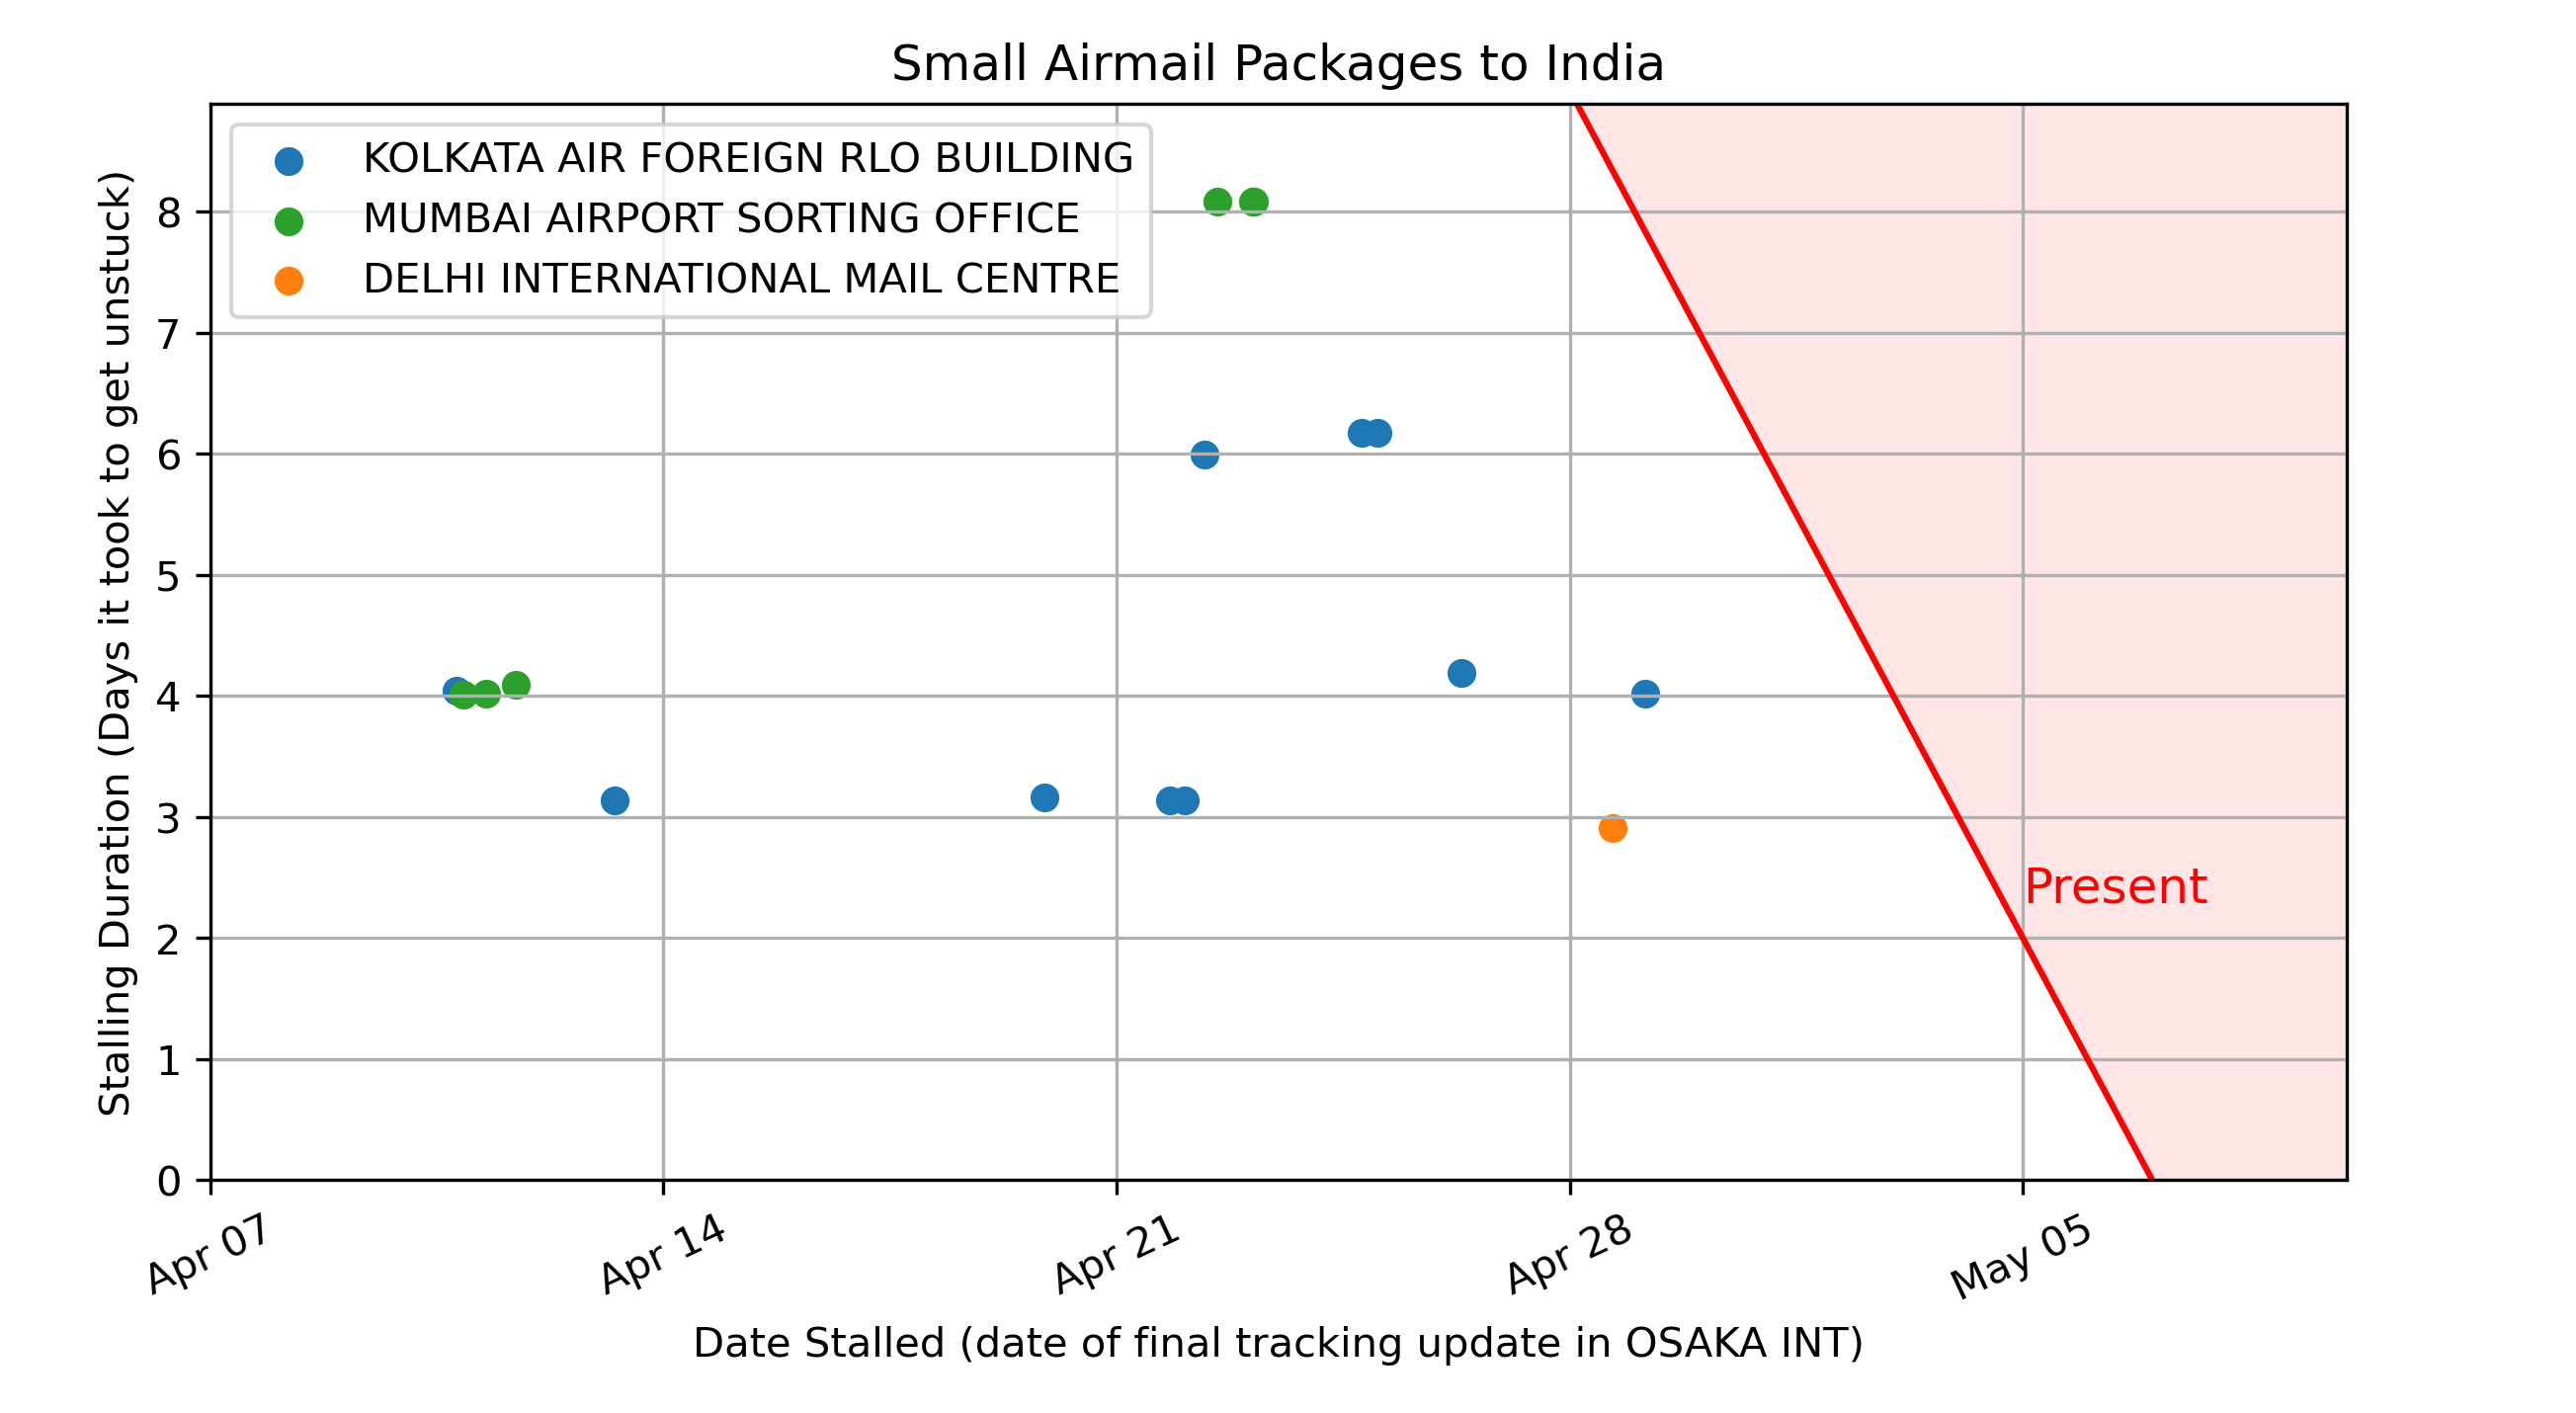 Small Airmail Packages to India
KOLKATA AIR FOREIGN RLO BUILDING
MUMBAI AIRPORT SORTING OFFICE
DELHI INTERNATIONAL MAIL CENTRE
Stalling Duration (Days it took to get unstuck)
8
7
6
5
4
3
2
1
0
Present
Apr 07
Apr 14
Apr 21
Apr 28
May 05
Date Stalled (date of final tracking update in OSAKA INT)